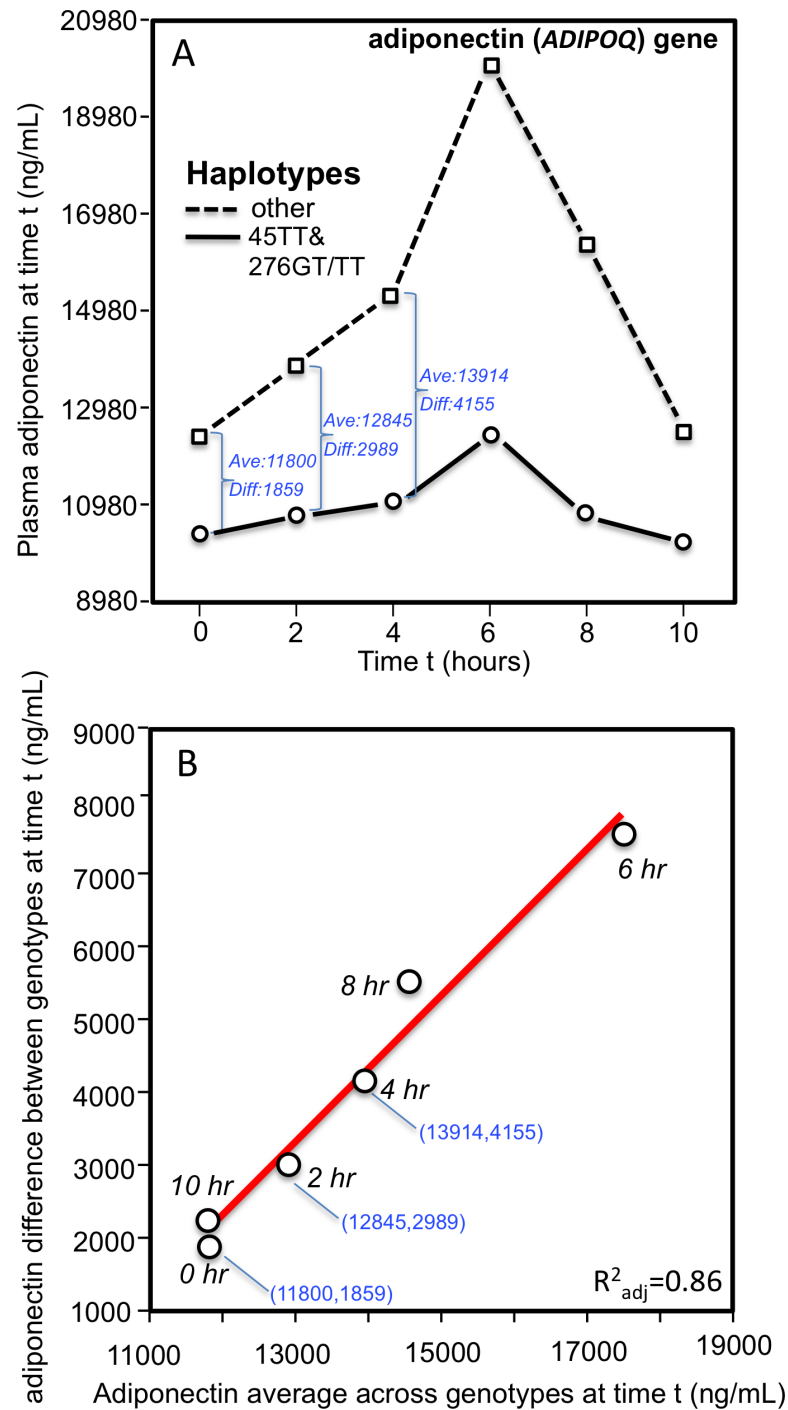 A
adiponectin (ADIPOQ) gene
Plasma adiponectin at time t (ng/mL)
20980
18980
16980
14980
12980
10980
8980
Haplotypes
other
45TT&
276GT/TT
Ave:13914
Diff:4155
Ave:12845
Diff:2989
Ave:11800
Diff:1859
0 2 4 6 8 10
Time t (hours)
B
adiponectin difference between genotypes at time t (ng/mL)
9000
8000
7000
6000
5000
4000
3000
2000
1000
6 hr
8 hr
4 hr
(13914,4155)
10 hr
2 hr
(12845,2989)
0 hr
(11800,1859)
R²adj=0.86
11000 13000 15000 17000 19000
Adiponectin average across genotypes at time t (ng/mL)